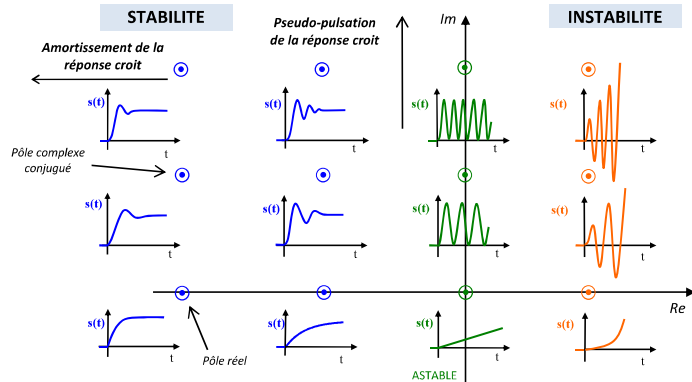 STABILITE
Pseudo-pulsation
de la réponse croit
Im
INSTABILITE
Amortissement de la
réponse croit
s(t)
t
s(t)
t
s(t)
t
s(t)
t
Pôle complexe
conjugué
s(t)
t
s(t)
t
s(t)
t
s(t)
t
Re
s(t)
t
s(t)
t
s(t)
t
s(t)
t
Pôle réel
ASTABLE